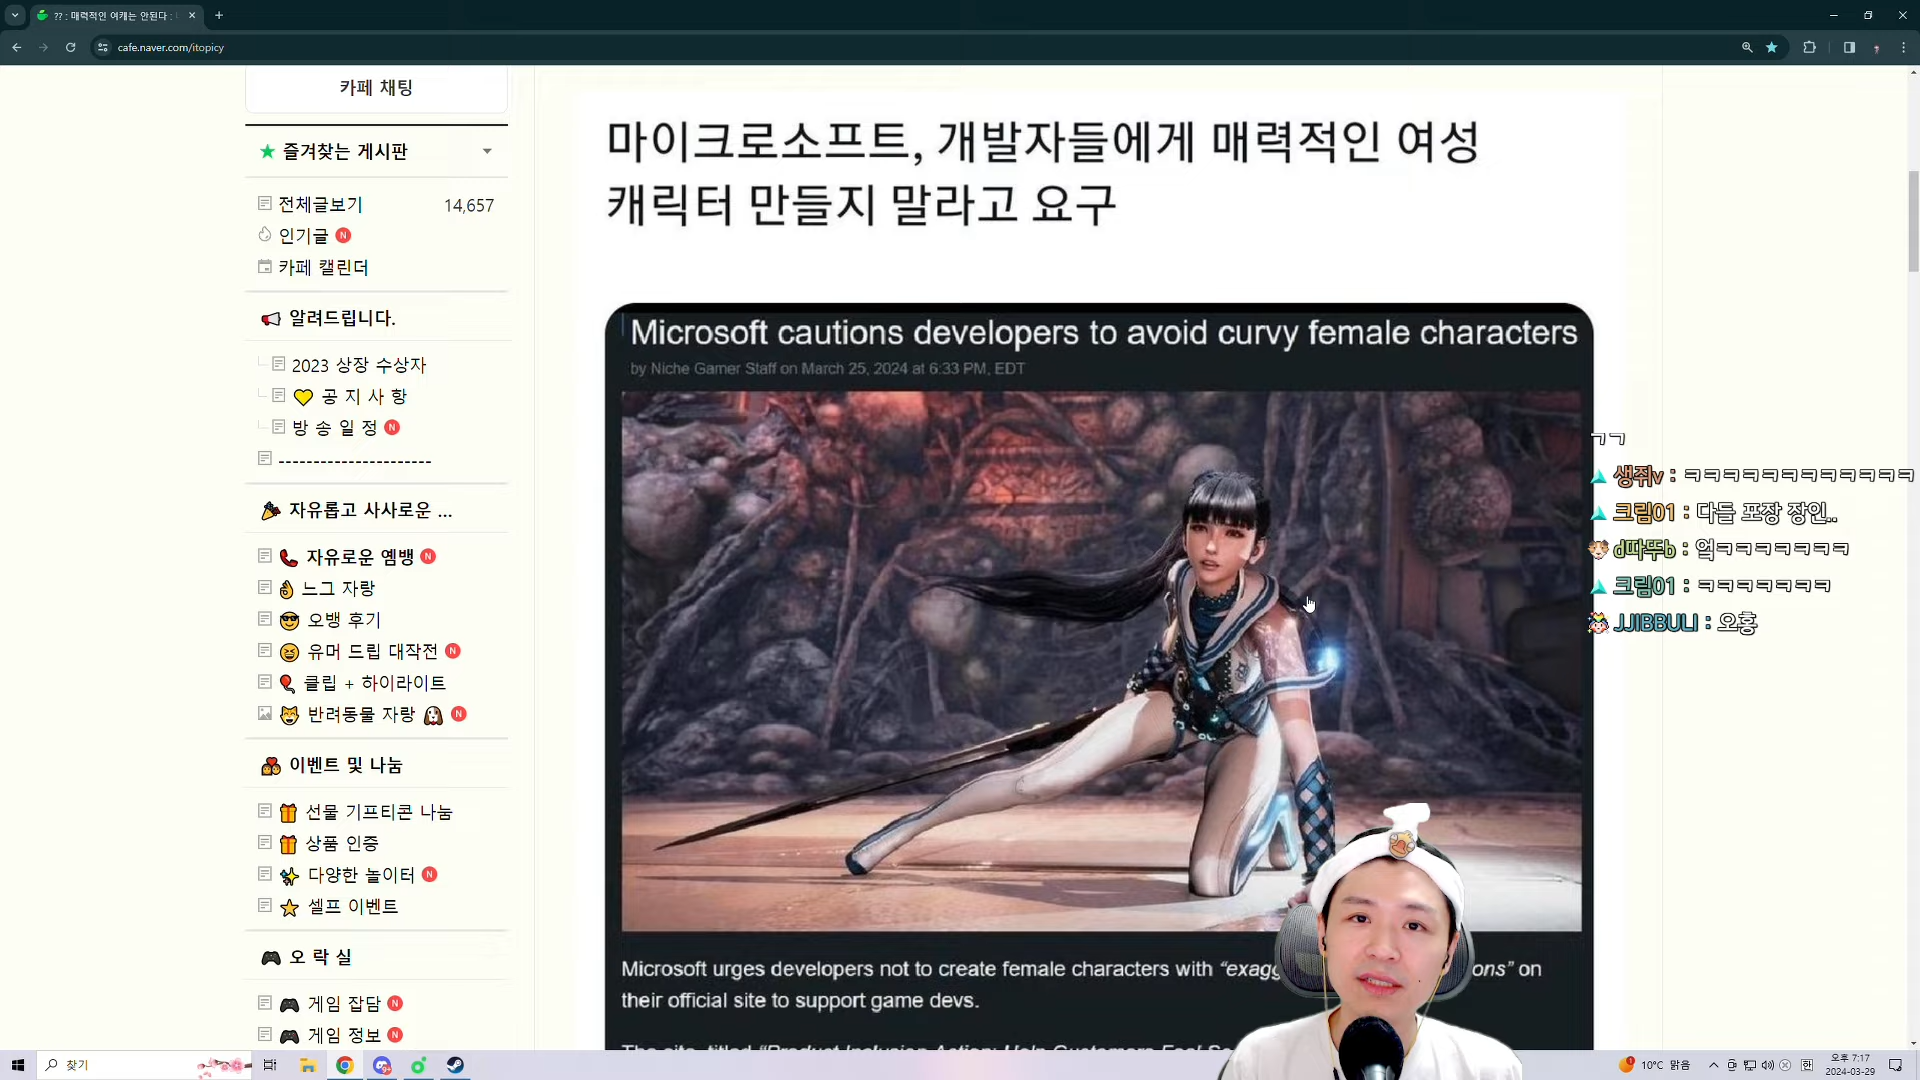 ?? : 매력적인 여캐는 안된다 :
cafe.naver.com/itopicy
카페 채팅
즐겨찾는 게시판
전체글보기 14,657
인기글 N
카페 캘린더
알려드립니다.
2023 상장 수상자
공 지 사 항
방 송 일 정 N
----------------------
자유롭고 사사로운 ...
자유로운 옘뱅 N
느그 자랑
오뱅 후기
유머 드립 대작전 N
클립 + 하이라이트
반려동물 자랑 N
이벤트 및 나눔
선물 기프티콘 나눔
상품 인증
다양한 놀이터 N
셀프 이벤트
오 락 실
게임 잡담 N
게임 정보 N
마이크로소프트, 개발자들에게 매력적인 여성
캐릭터 만들지 말라고 요구
Microsoft cautions developers to avoid curvy female characters
by Niche Gamer Staff on March 25, 2024 at 6:33 PM, EDT
Microsoft urges developers not to create female characters with “exagg ons” on
their official site to support game devs.
ㄱㄱ
생쥐v : ㅋㅋㅋㅋㅋㅋㅋㅋㅋㅋㅋㅋ
크림01 : 다들 포장 장인..
d따뚜b : 엌ㅋㅋㅋㅋㅋㅋㅋ
크림01 : ㅋㅋㅋㅋㅋㅋㅋ
JJIBBULI : 오홍
찾기
10°C 맑음
한
오후 7:17
2024-03-29